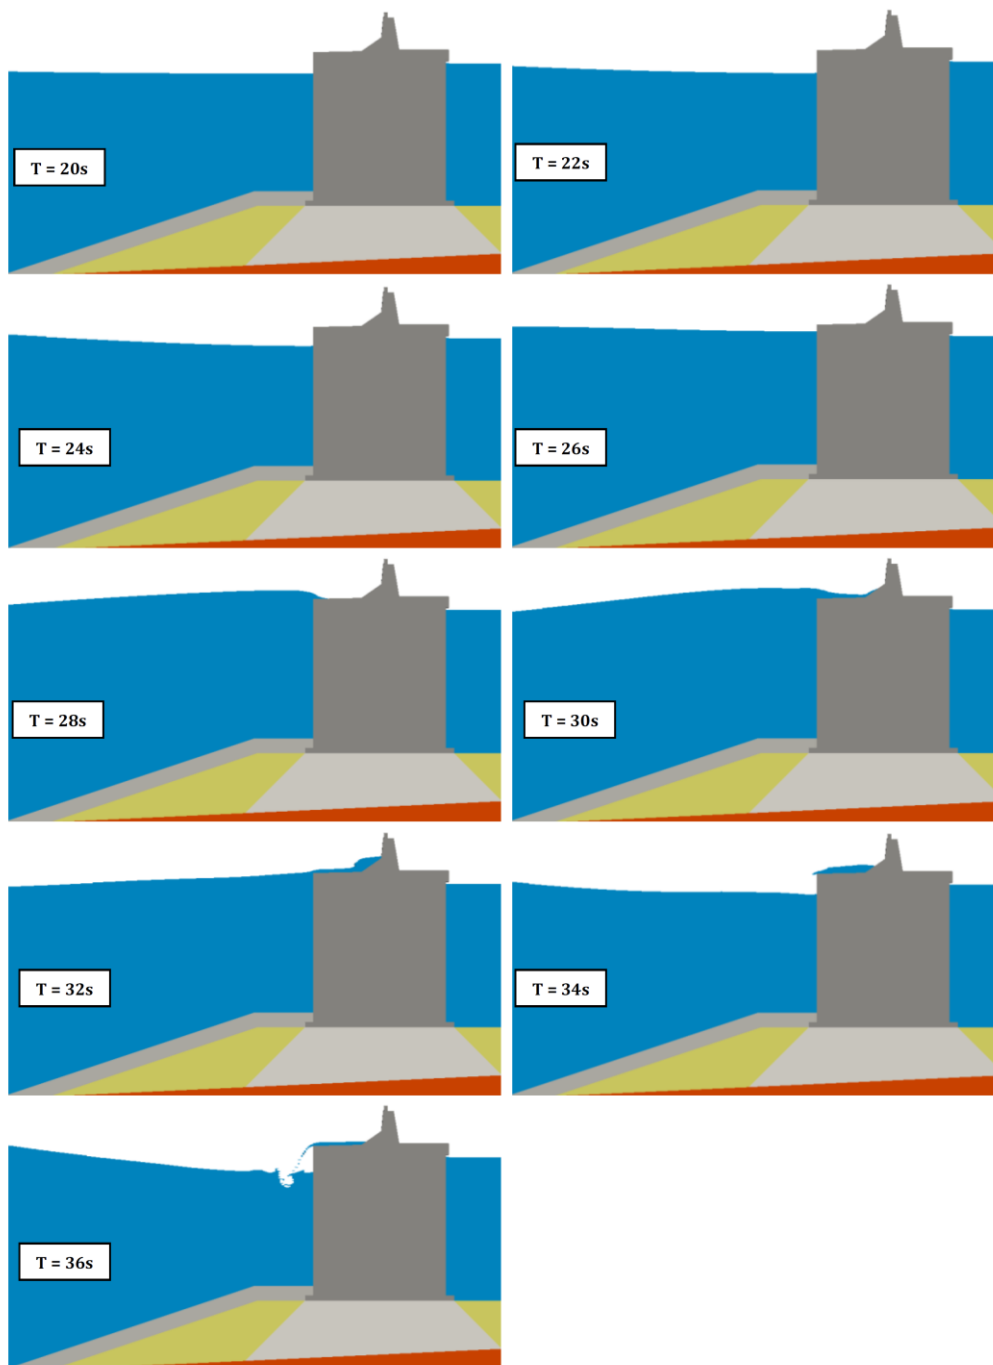 T = 20s
T = 22s
T = 24s
T = 26s
T = 28s
T = 30s
T = 32s
T = 34s
T = 36s